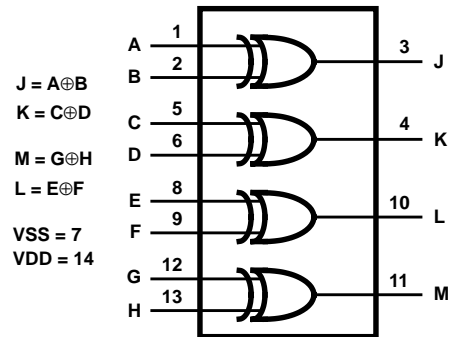 J = A⊕B
K = C⊕D
M = G⊕H
L = E⊕F
VSS = 7
VDD = 14
A 1
B 2
3 J
C 5
D 6
4 K
E 8
F 9
10 L
G 12
H 13
11 M